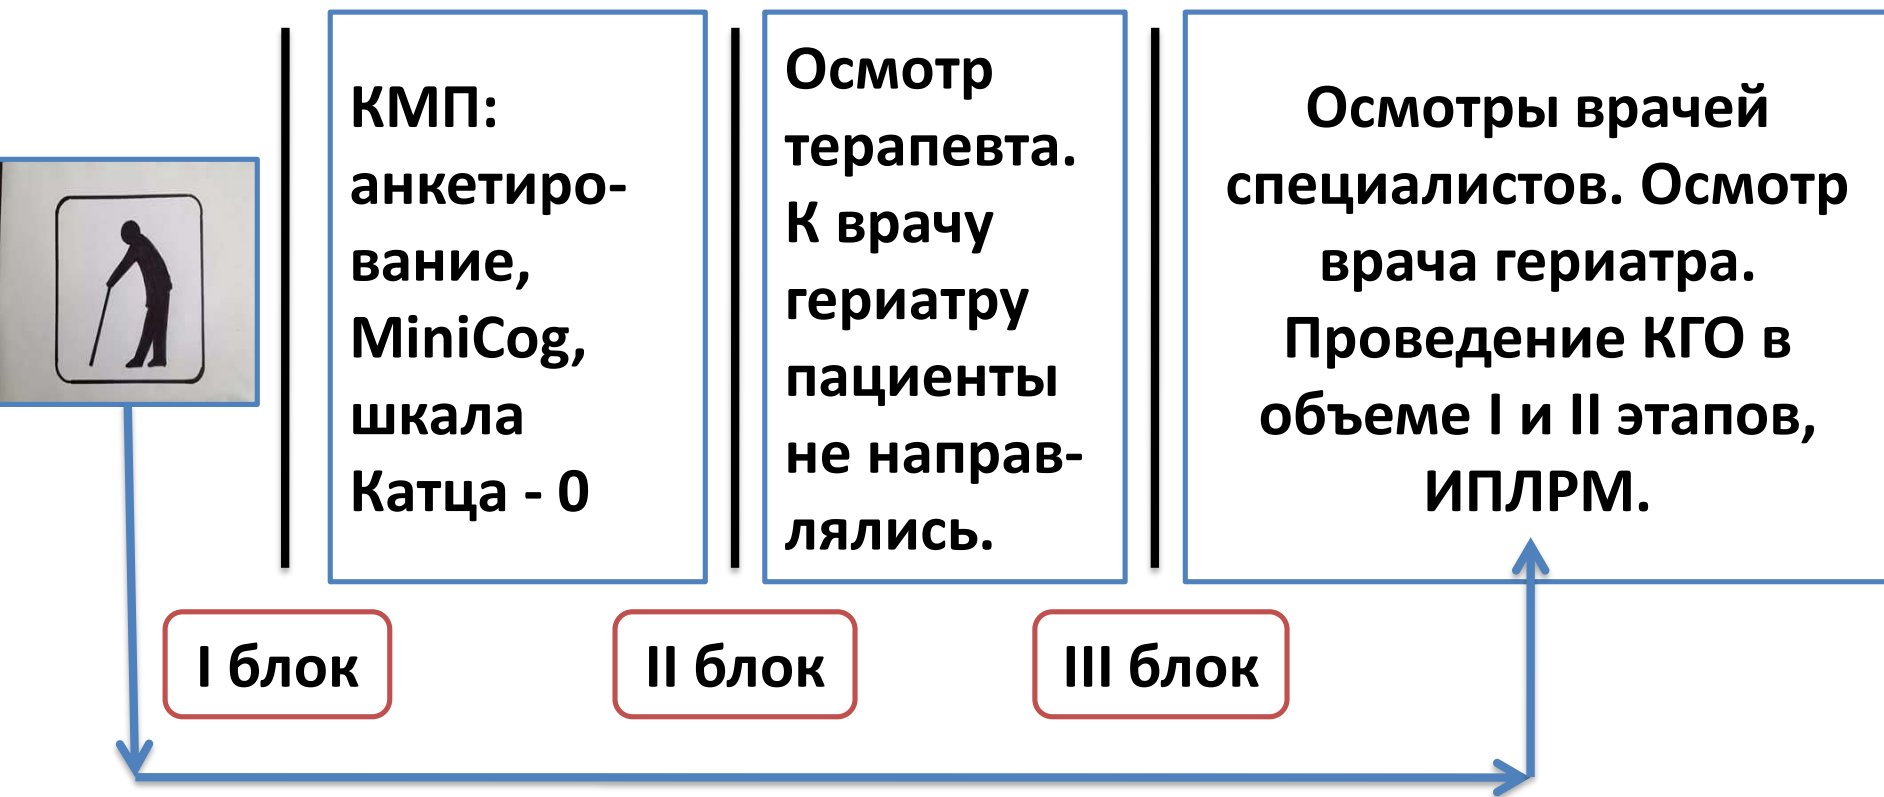 КМП:
анкетиро-
вание,
MiniCog,
шкала
Катца - 0
Осмотр
терапевта.
К врачу
гериатру
пациенты
не направ-
лялись.
Осмотры врачей
специалистов. Осмотр
врача гериатра.
Проведение КГО в
объеме I и II этапов,
ИПЛРМ.
I блок
II блок
III блок